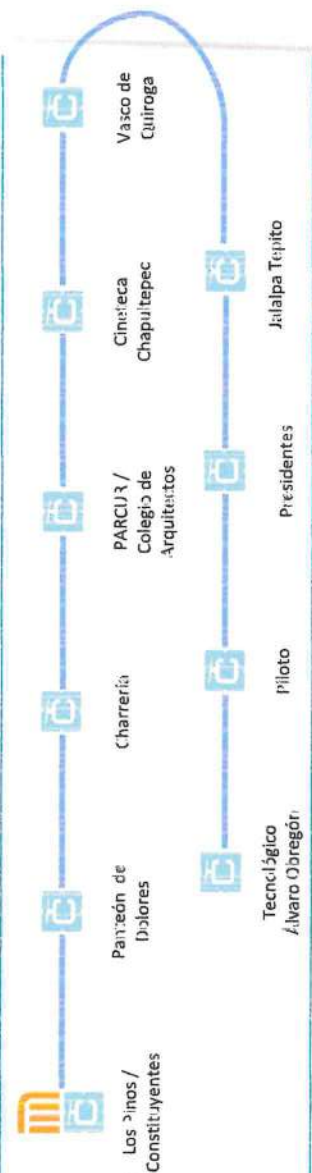 Los Pinos /
Constituyentes
Panteón de
Dolores
Charrería
PARCUR /
Colegio de
Arquitectos
Cineteca
Chapultepec
Vasco de
Quiroga
Jalalpa Tepito
Presidentes
Piloto
Tecnológico
Álvaro Obregón